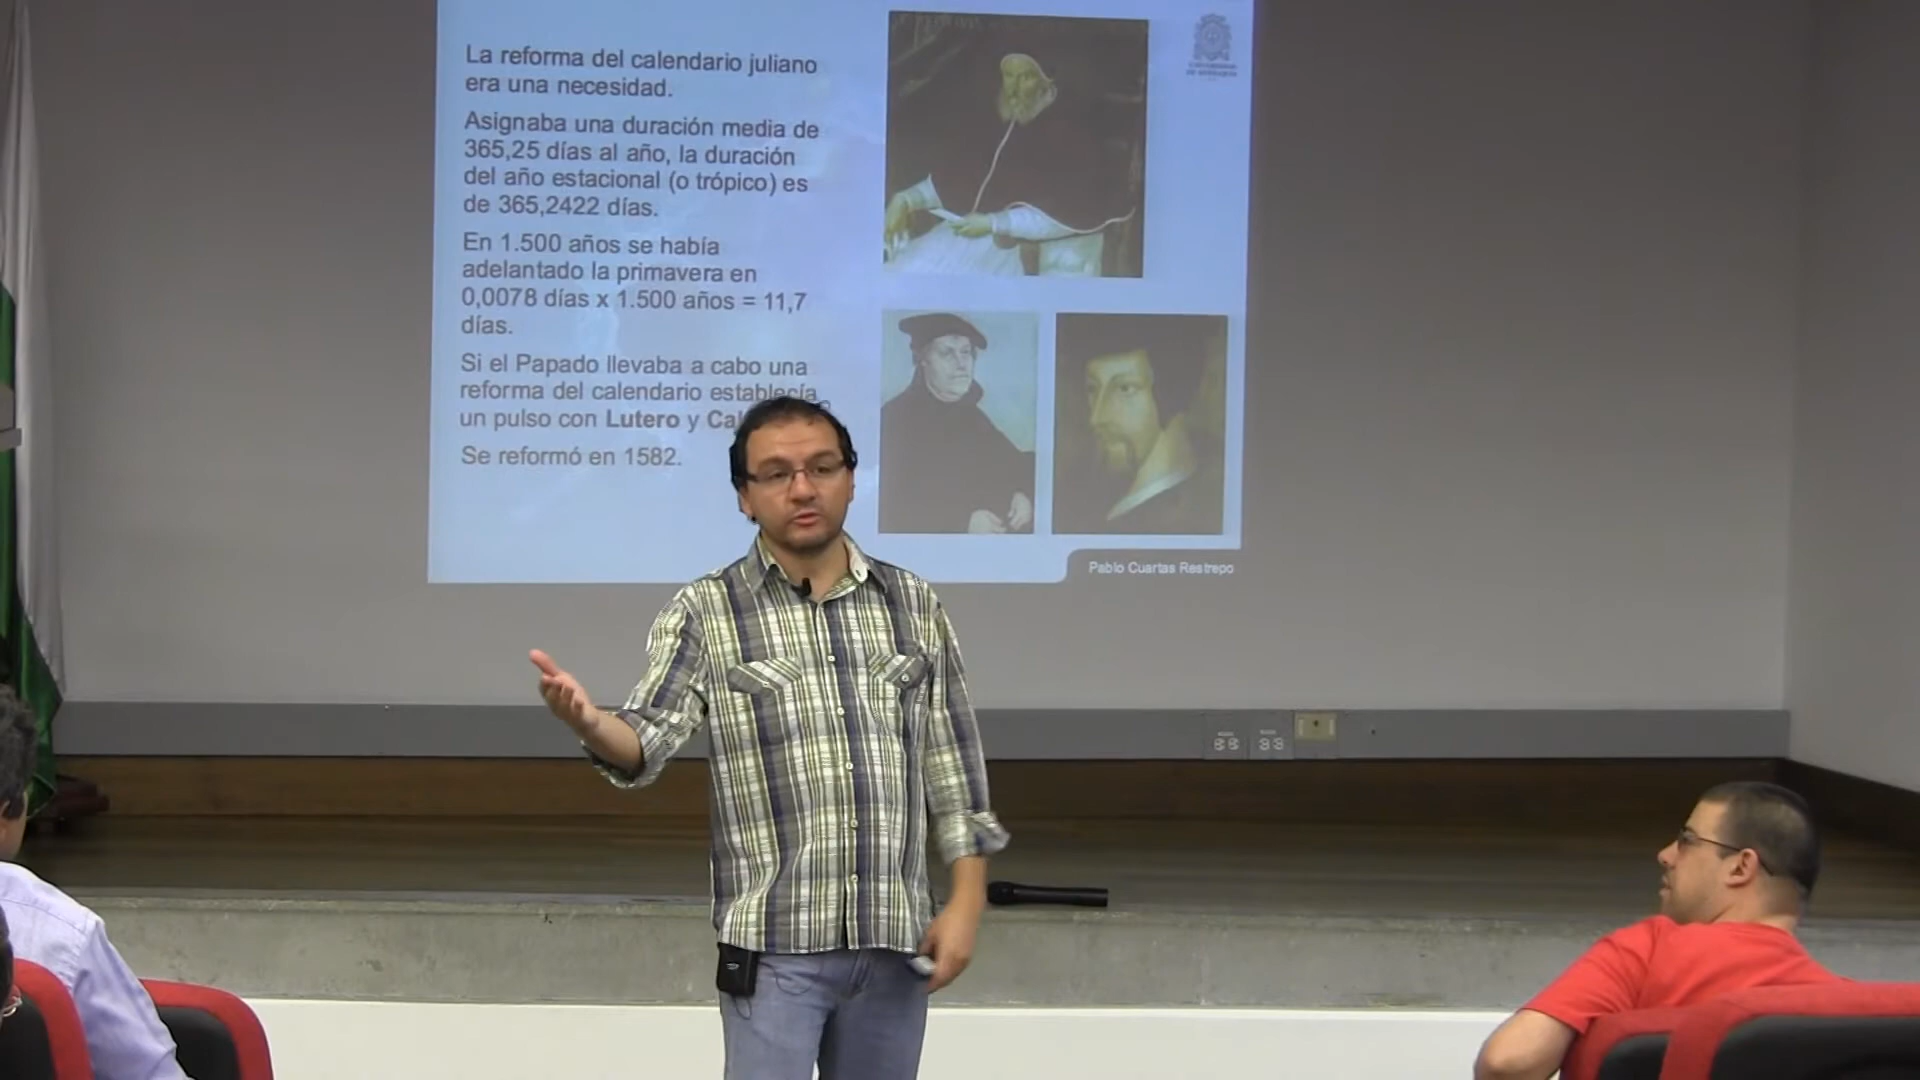 La reforma del calendario juliano
era una necesidad.
Asignaba una duración media de
365,25 días al año, la duración
del año estacional (o trópico) es
de 365,2422 días.
En 1.500 años se había
adelantado la primavera en
0,0078 días x 1.500 años = 11,7
días.
Si el Papado llevaba a cabo una
reforma del calendario establecía
un pulso con Lutero y Ca
Se reformó en 1582.
Pablo Cuartas Restrepo